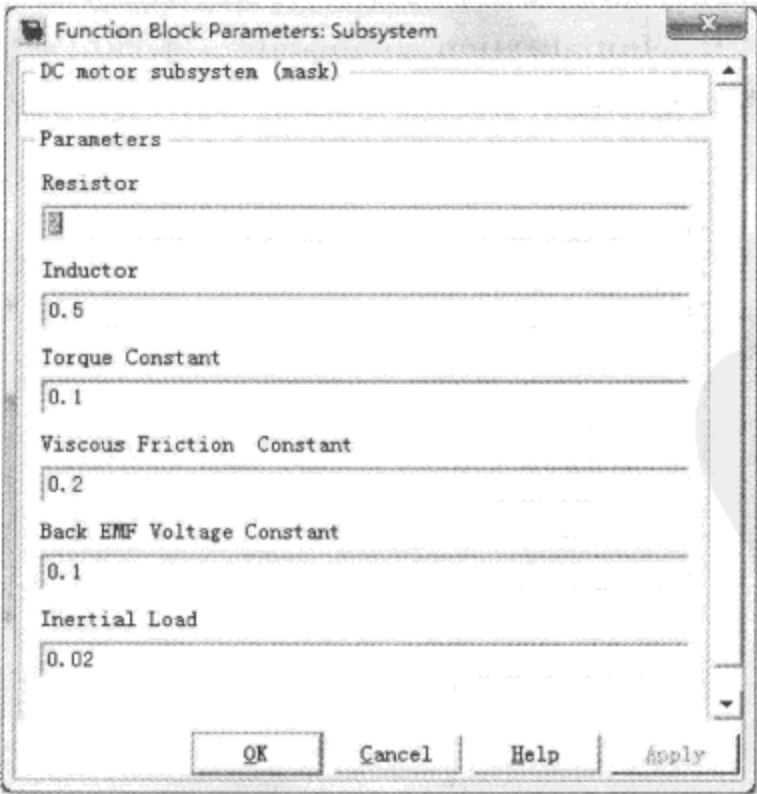 Function Block Parameters: Subsystem
DC motor subsystem (mask)
Parameters
Resistor
Inductor
0.5
Torque Constant
0.1
Viscous Friction Constant
0.2
Back EMF Voltage Constant
0.1
Inertial Load
0.02
OK Cancel Help Apply